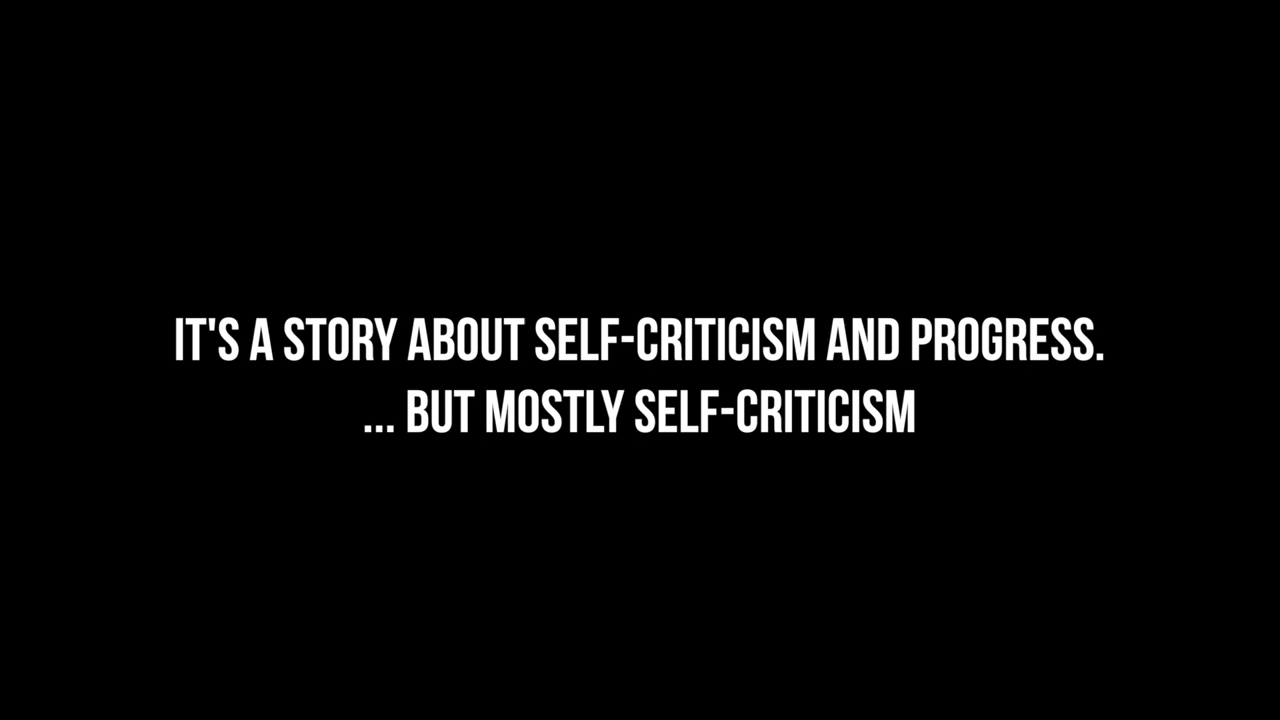 IT'S A STORY ABOUT SELF-CRITICISM AND PROGRESS.
... BUT MOSTLY SELF-CRITICISM